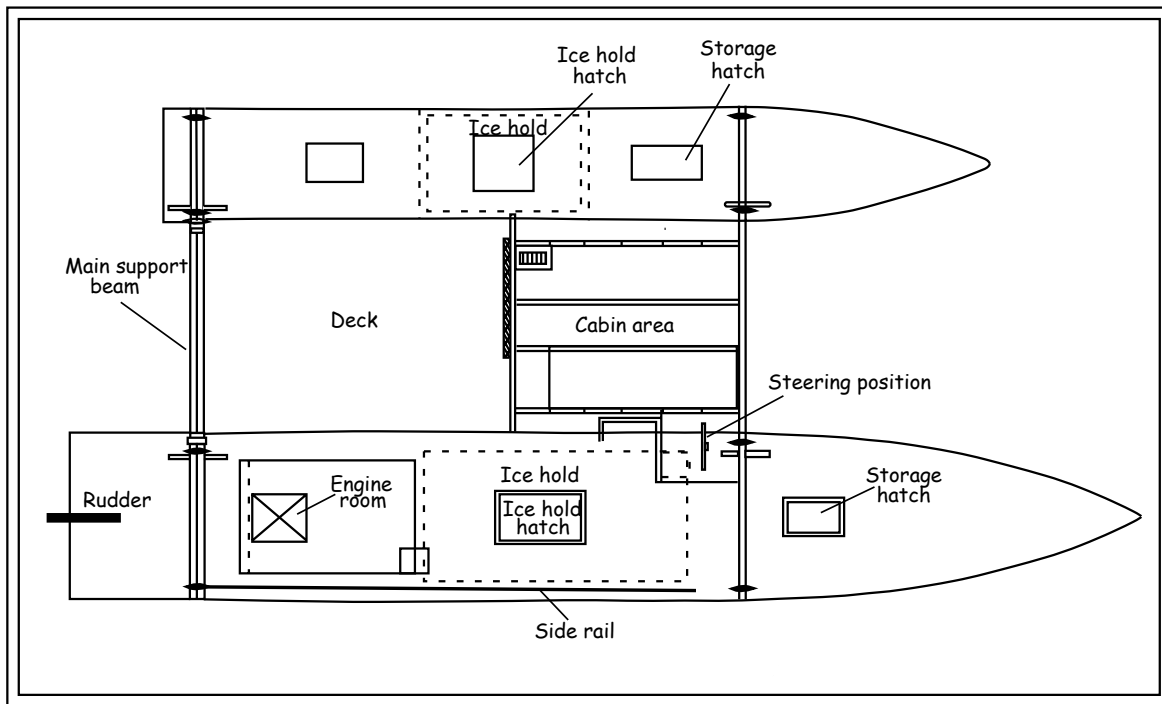 Ice hold
hatch
Storage
hatch
Ice hold
Main support
beam
Deck
Cabin area
Steering position
Rudder
Engine
room
Ice hold
Ice hold
hatch
Storage
hatch
Side rail